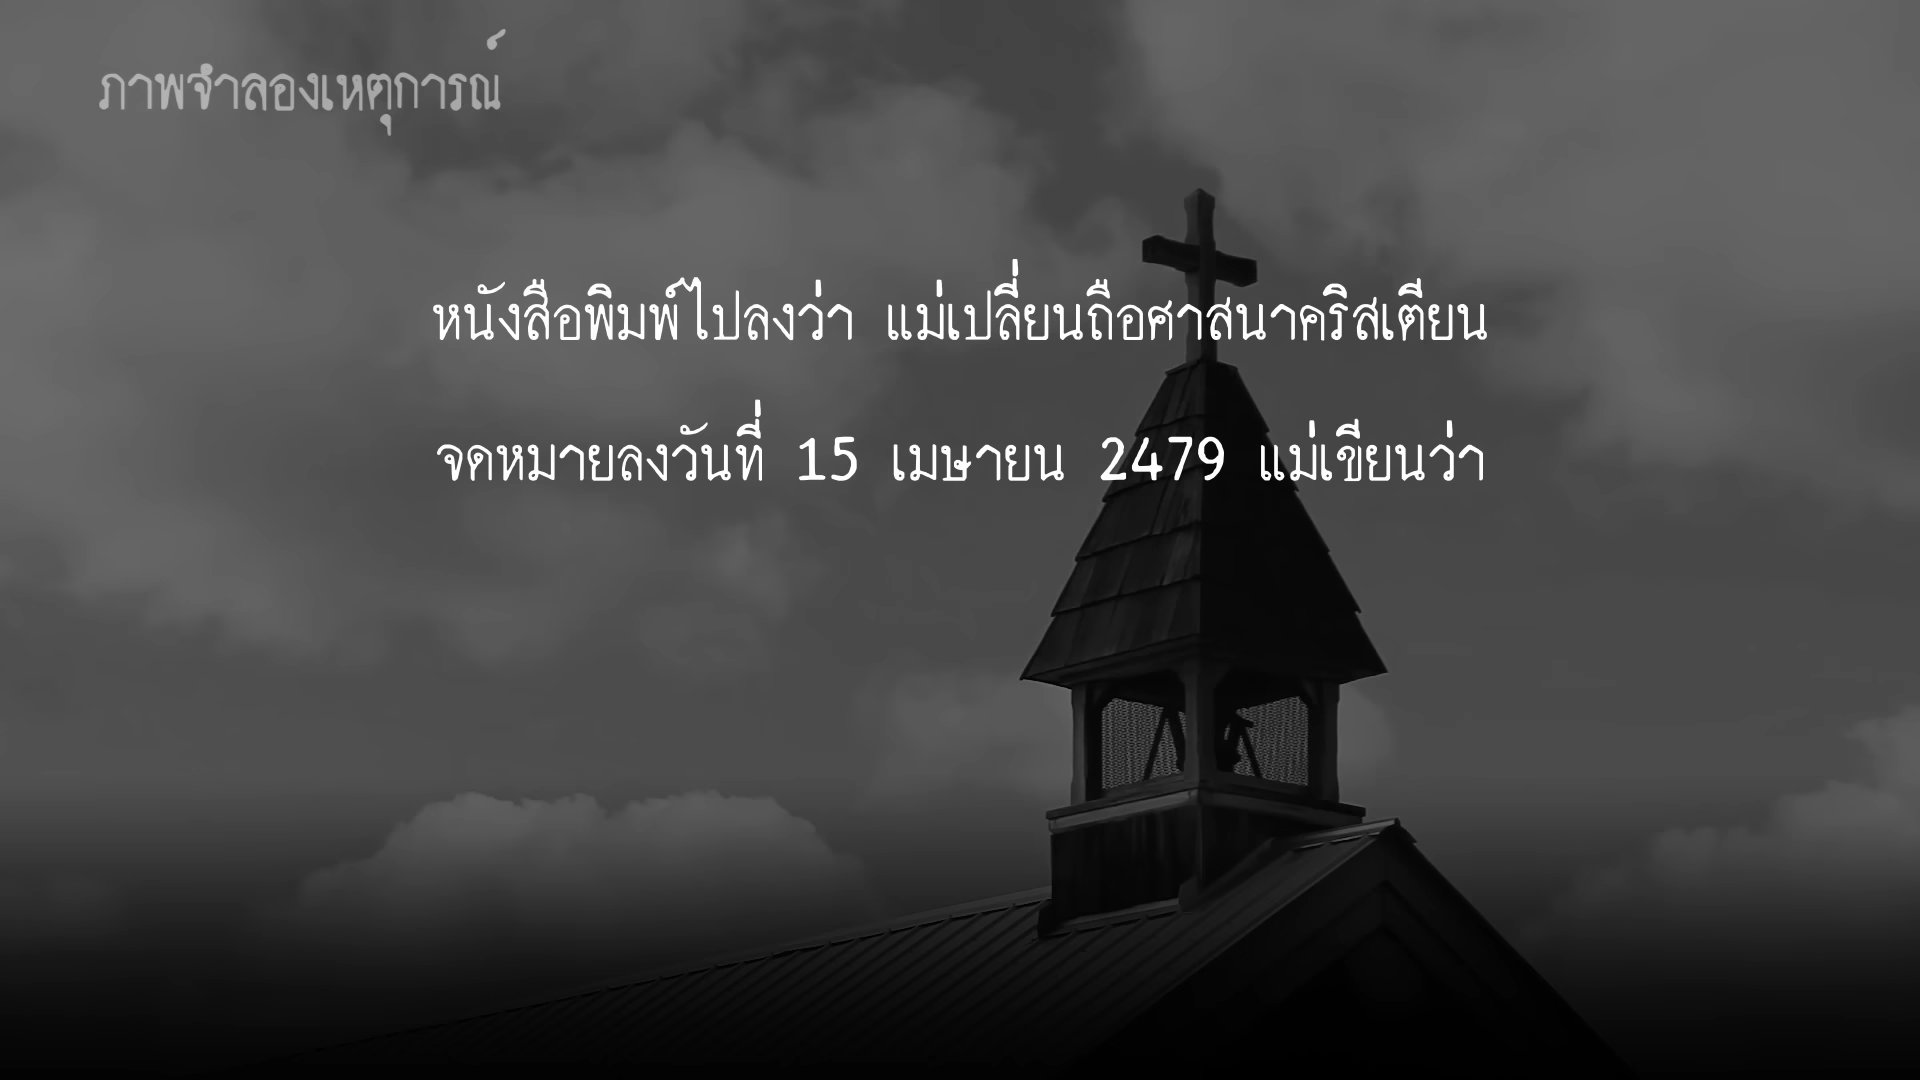 ภาพจำลองเหตุการณ์
หนังสือพิมพ์ไปลงว่า แม่เปลี่ยนถือศาสนาคริสเตียน
จดหมายลงวันที่ 15 เมษายน 2479 แม่เขียนว่า